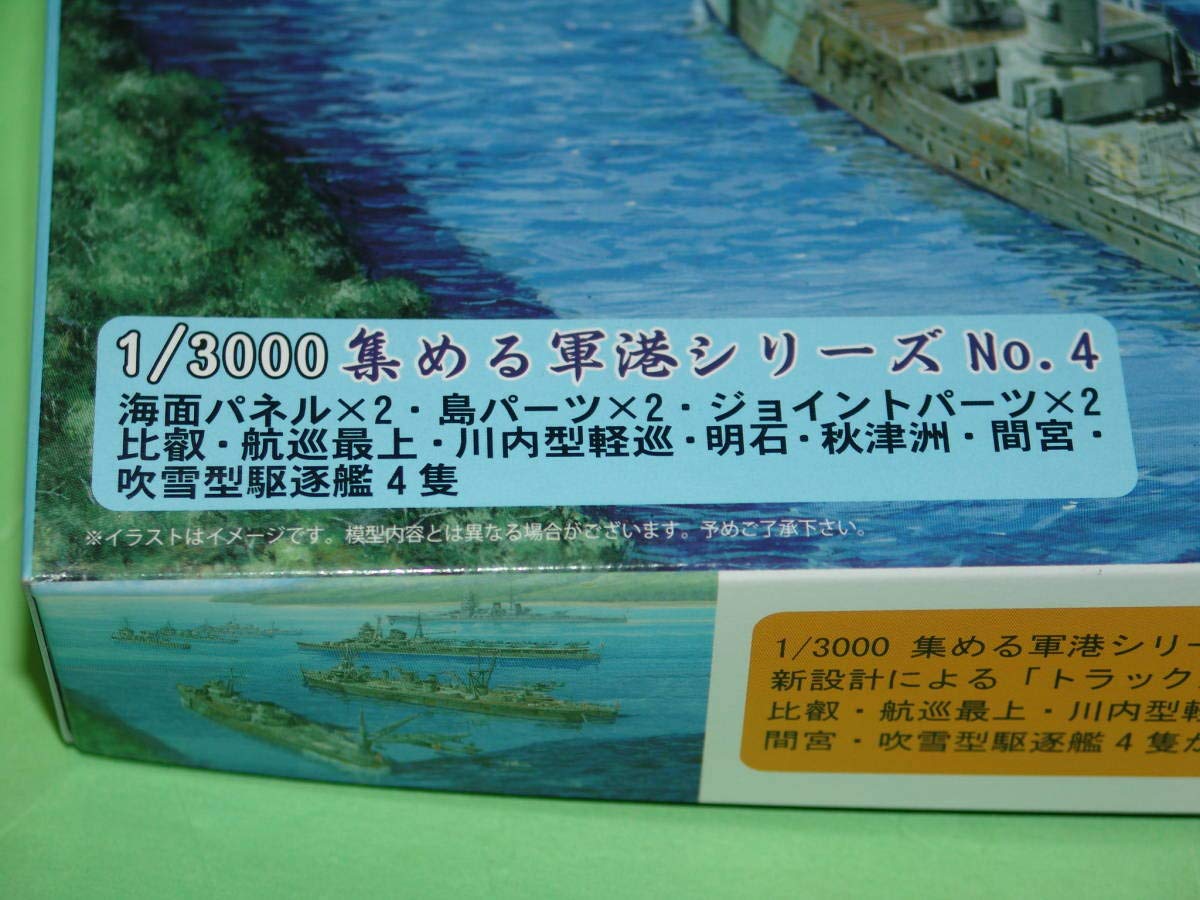 1/3000 集める軍港シリーズ No.4
海面パネル×2・島パーツ×2・ジョイントパーツ×2
比叡・航巡最上・川内型軽巡・明石・秋津洲・間宮・
吹雪型駆逐艦4隻
※イラストはイメージです。模型内容とは異なる場合がございます。予めご了承下さい。
1/3000 集める軍港シリー
新設計による「トラック
比叡・航巡最上・川内型軽
間宮・吹雪型駆逐艦4隻が